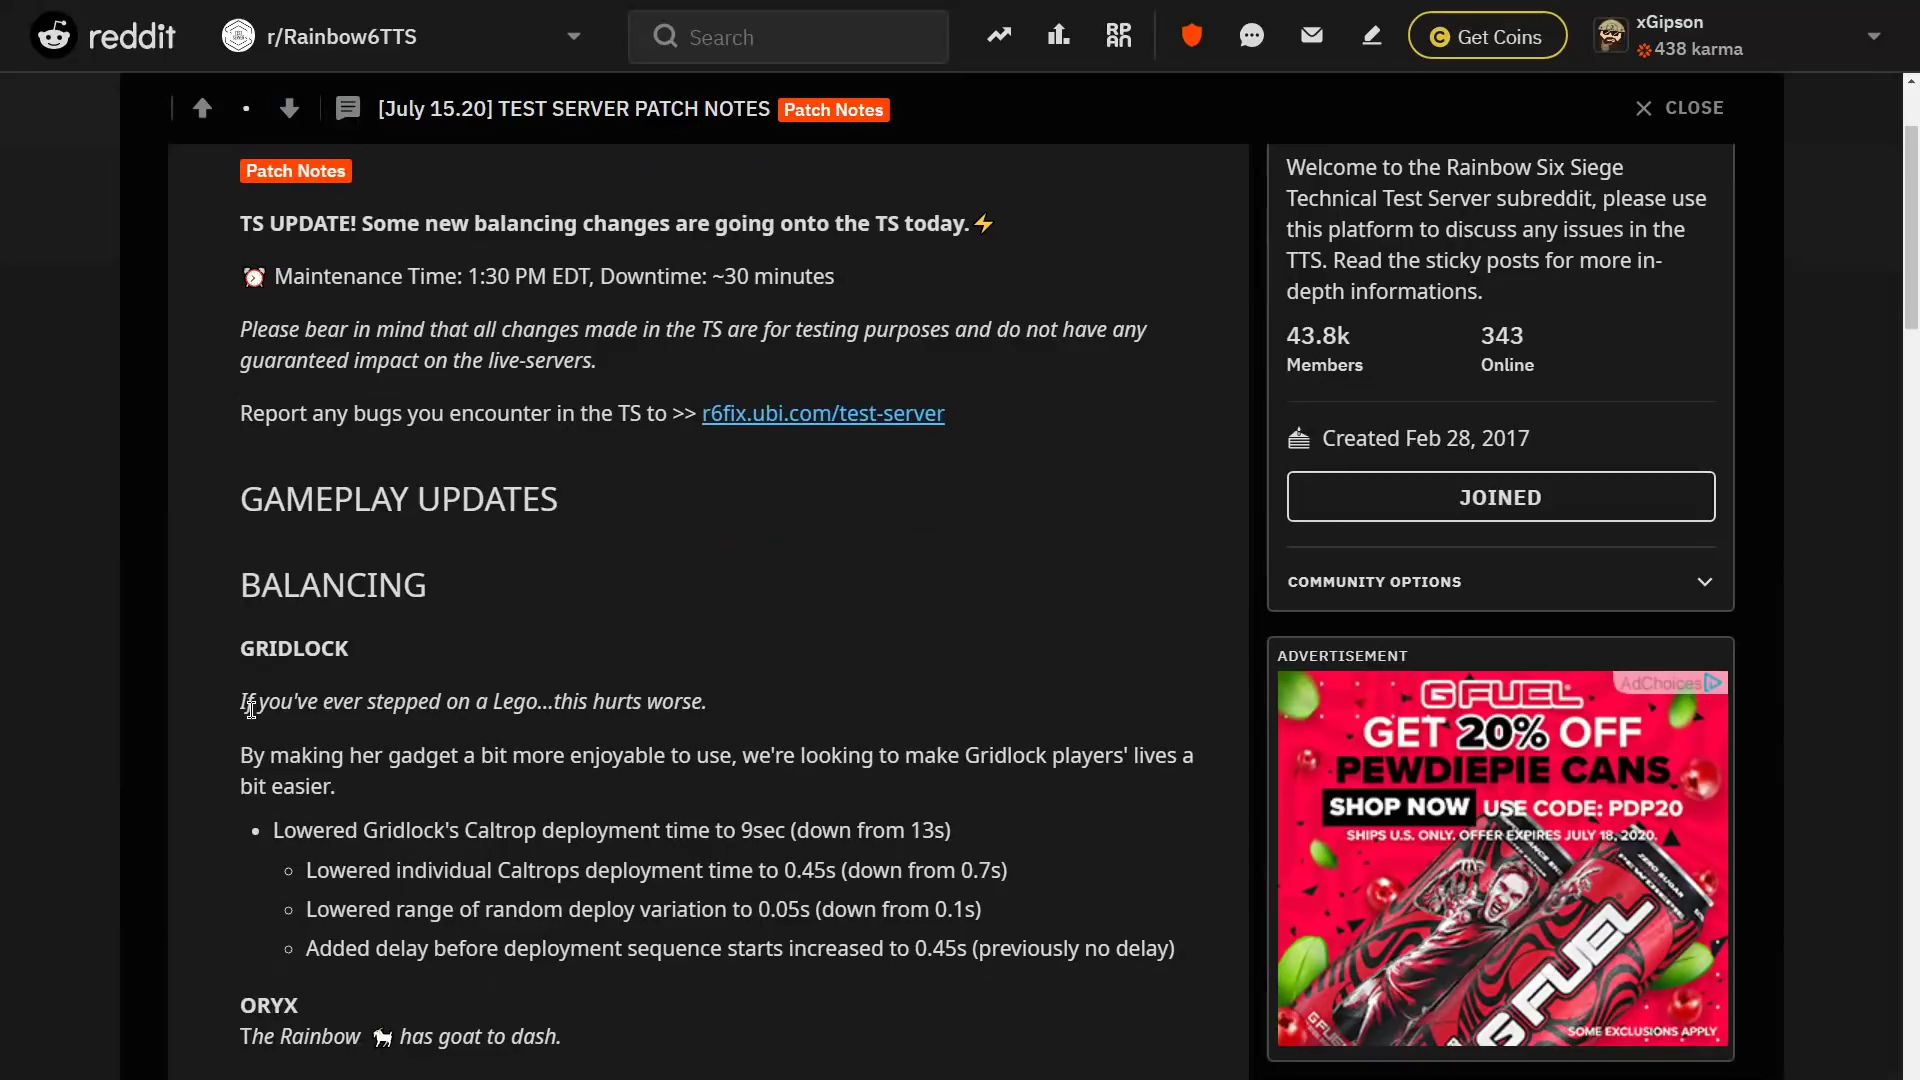 reddit r/Rainbow6TTS Search RPAN Get Coins xGipson
438 karma
[July 15.20] TEST SERVER PATCH NOTES Patch Notes CLOSE
Patch Notes
TS UPDATE! Some new balancing changes are going onto the TS today.⚡
⏰ Maintenance Time: 1:30 PM EDT, Downtime: ~30 minutes
Please bear in mind that all changes made in the TS are for testing purposes and do not have any
guaranteed impact on the live-servers.
Report any bugs you encounter in the TS to >> r6fix.ubi.com/test-server
GAMEPLAY UPDATES
BALANCING
GRIDLOCK
If you've ever stepped on a Lego...this hurts worse.
By making her gadget a bit more enjoyable to use, we're looking to make Gridlock players' lives a
bit easier.
• Lowered Gridlock's Caltrop deployment time to 9sec (down from 13s)
◦ Lowered individual Caltrops deployment time to 0.45s (down from 0.7s)
◦ Lowered range of random deploy variation to 0.05s (down from 0.1s)
◦ Added delay before deployment sequence starts increased to 0.45s (previously no delay)
ORYX
The Rainbow 🐐 has goat to dash.
Welcome to the Rainbow Six Siege
Technical Test Server subreddit, please use
this platform to discuss any issues in the
TTS. Read the sticky posts for more in-
depth informations.
43.8k 343
Members Online
Created Feb 28, 2017
JOINED
COMMUNITY OPTIONS
ADVERTISEMENT
AdChoices
GFUEL
GET 20% OFF
PEWDIEPIE CANS
SHOP NOW USE CODE: PDP20
SHIPS U.S. ONLY. OFFER EXPIRES JULY 18, 2020.
GFUEL
SOME EXCLUSIONS APPLY